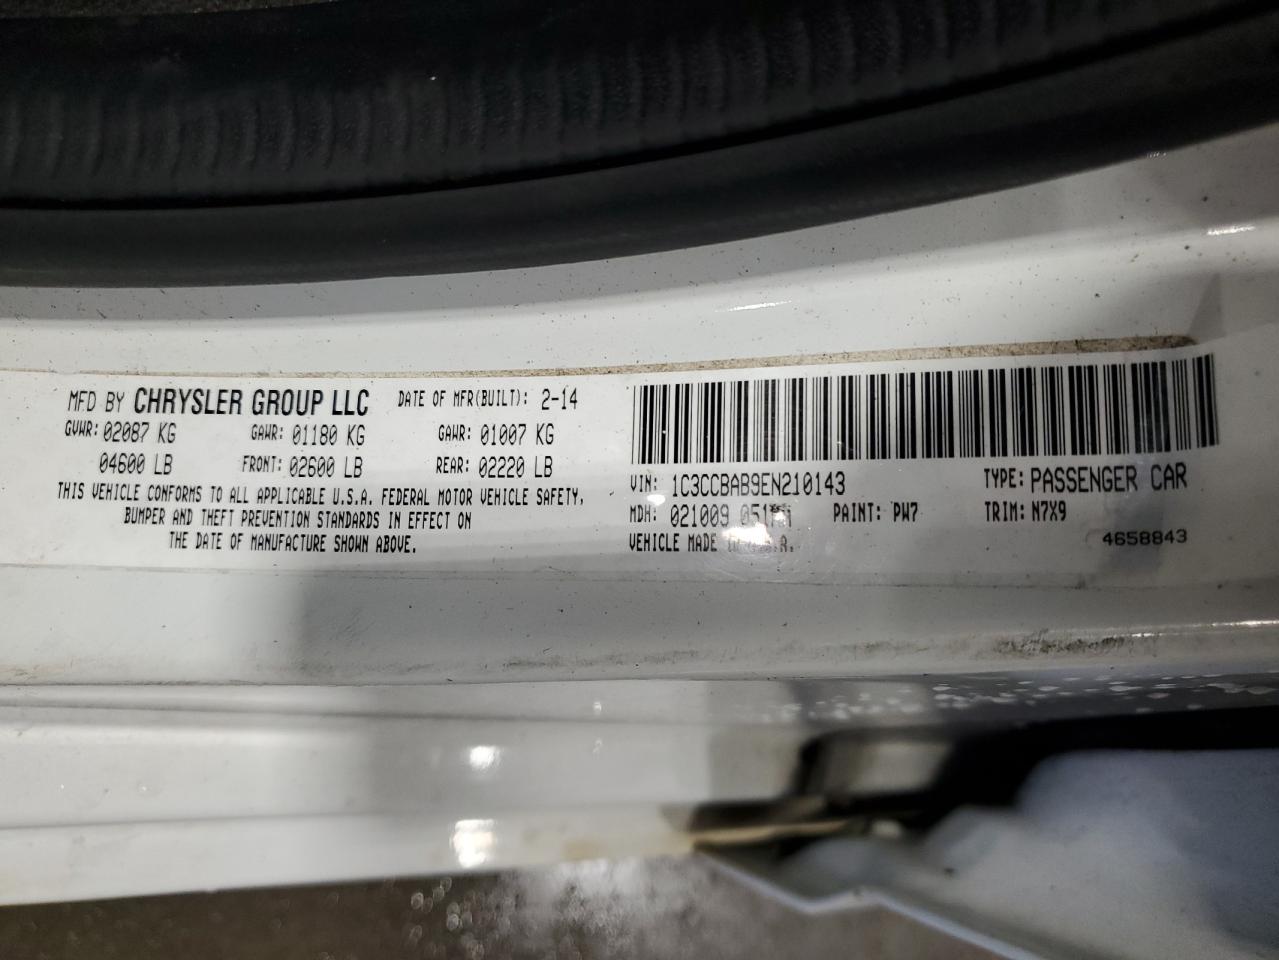 MFD BY CHRYSLER GROUP LLC DATE OF MFR(BUILT): 2-14
GVWR: 02087 KG GAWR: 01180 KG GAWR: 01007 KG
04600 LB FRONT: 02600 LB REAR: 02220 LB
THIS VEHICLE CONFORMS TO ALL APPLICABLE U.S.A. FEDERAL MOTOR VEHICLE SAFETY,
BUMPER AND THEFT PREVENTION STANDARDS IN EFFECT ON
THE DATE OF MANUFACTURE SHOWN ABOVE.
VIN: 1C3CCBAB9EN210143 TYPE: PASSENGER CAR
MDH: 021009 PAINT: PW7 TRIM: N7X9
VEHICLE MADE
4658843